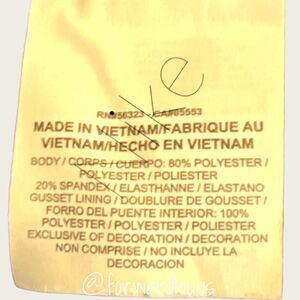 RN#56323 - CA#65553
MADE IN VIETNAM/FABRIQUE AU
VIETNAM/HECHO EN VIETNAM
BODY / CORPS / CUERPO: 80% POLYESTER /
POLYESTER / POLIESTER
20% SPANDEX / ELASTHANNE / ELASTANO
GUSSET LINING / DOUBLURE DE GOUSSET /
FORRO DEL PUENTE INTERIOR: 100%
POLYESTER / POLYESTER / POLIESTER
EXCLUSIVE OF DECORATION / DECORATION
NON COMPRISE / NO INCLUYE LA
DECORACION